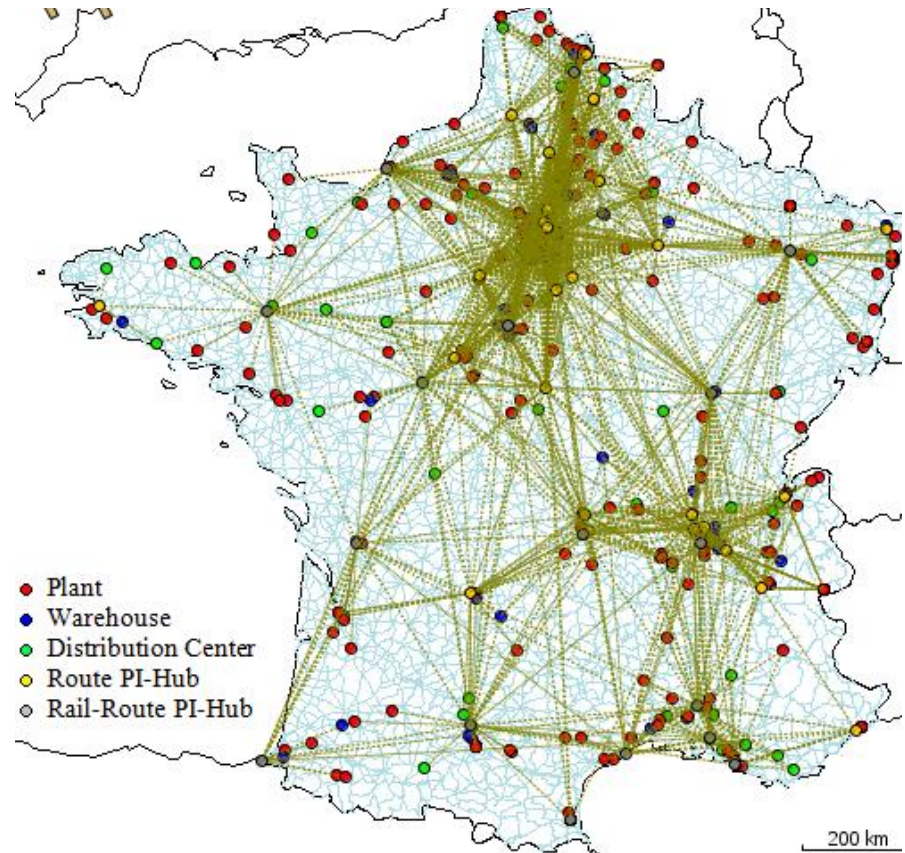 Plant
Warehouse
Distribution Center
Route PI-Hub
Rail-Route PI-Hub
200 km